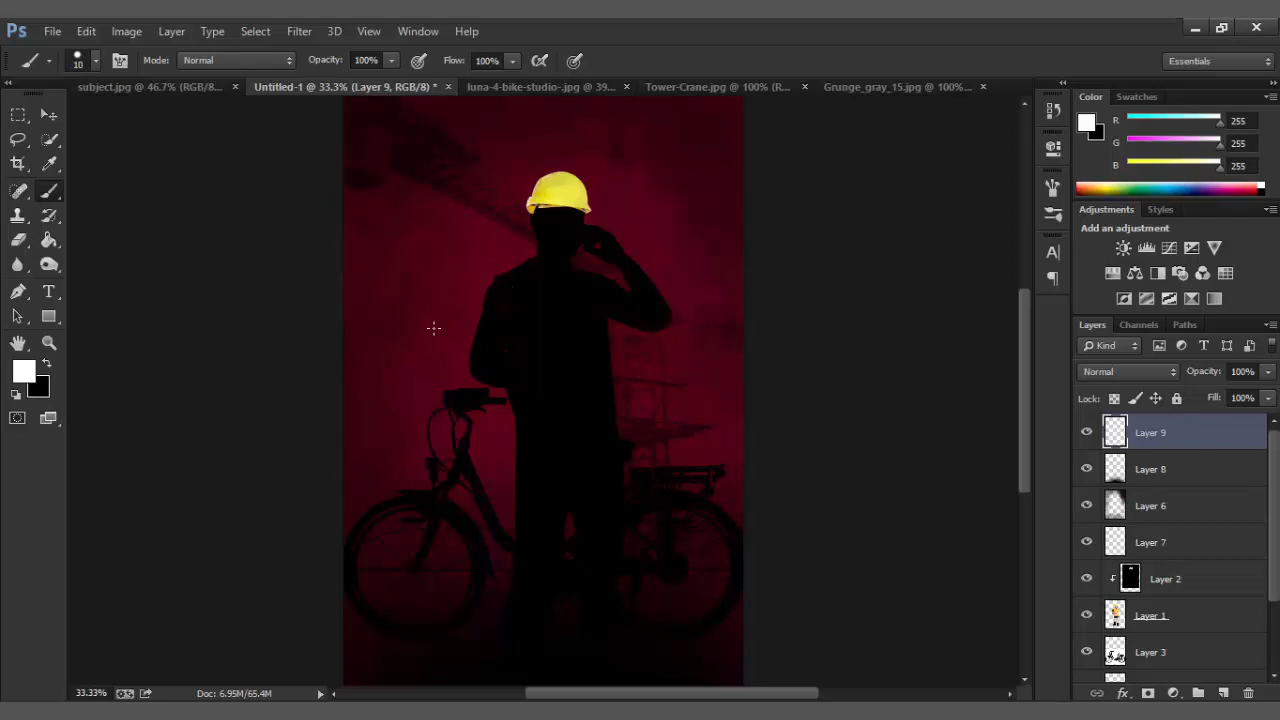 Ps File Edit Image Layer Type Select Filter 3D View Window Help
10 Mode: Normal Opacity: 100% Flow: 100% Essentials
subject.jpg @ 46.7% (RGB/8... × Untitled-1 @ 33.3% (Layer 9, RGB/8) * × luna-4-bike-studio-.jpg @ 39... × Tower-Crane.jpg @ 100% (R... × Grunge_gray_15.jpg @ 100%... ×
Color Swatches
R 255
G 255
B 255
Adjustments Styles
Add an adjustment
Layers Channels Paths
Kind
Normal Opacity: 100%
Lock: Fill: 100%
Layer 9
Layer 8
Layer 6
Layer 7
Layer 2
Layer 1
Layer 3
33.33% Doc: 6.95M/65.4M